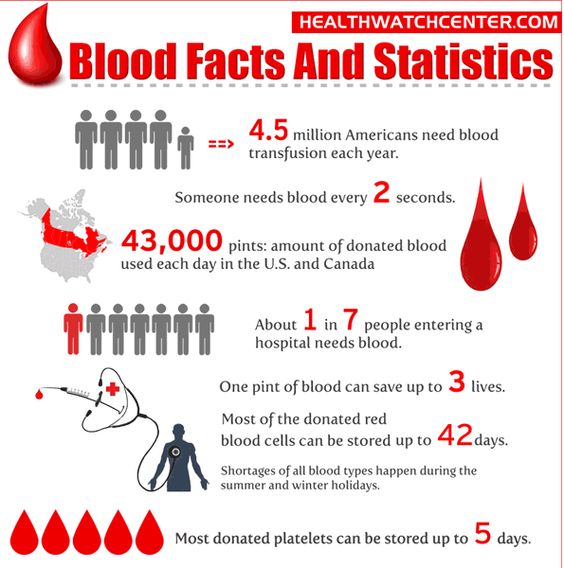 HEALTHWATCHCENTER.COM
Blood Facts And Statistics
==> 4.5 million Americans need blood
transfusion each year.
Someone needs blood every 2 seconds.
43,000 pints: amount of donated blood
used each day in the U.S. and Canada
About 1 in 7 people entering a
hospital needs blood.
One pint of blood can save up to 3 lives.
Most of the donated red
blood cells can be stored up to 42 days.
Shortages of all blood types happen during the
summer and winter holidays.
Most donated platelets can be stored up to 5 days.